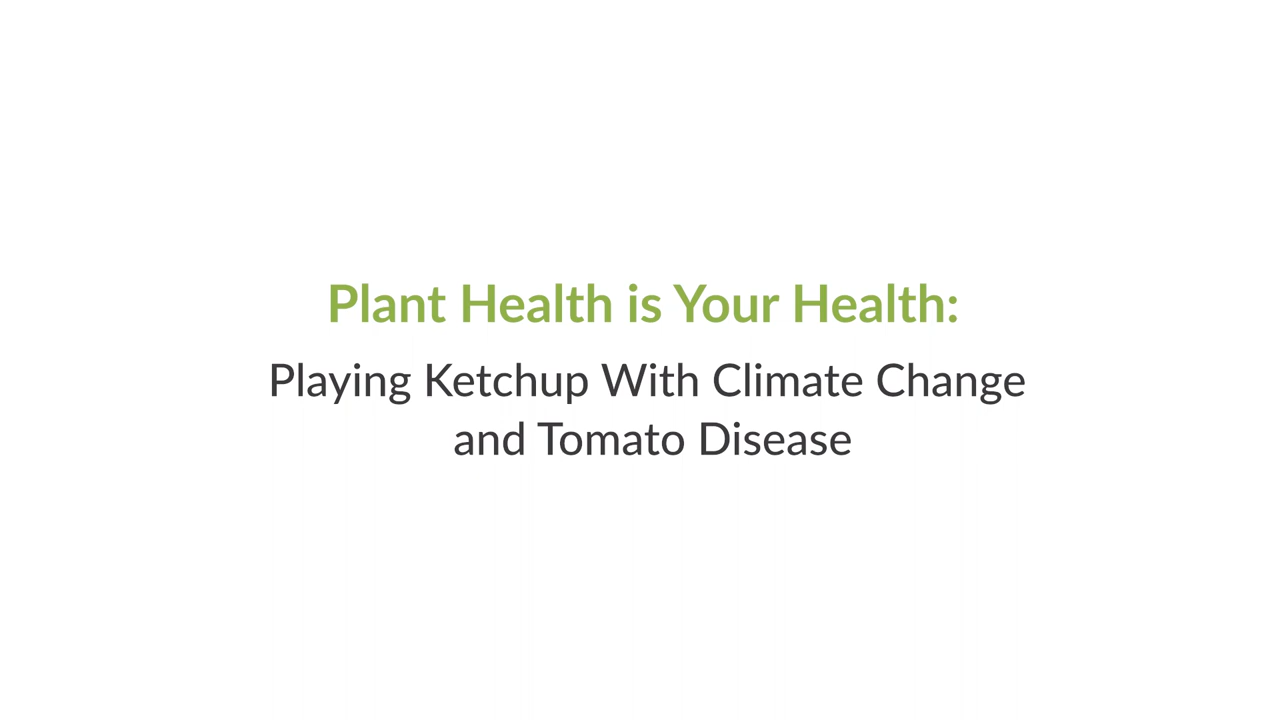 Plant Health is Your Health:
Playing Ketchup With Climate Change
and Tomato Disease